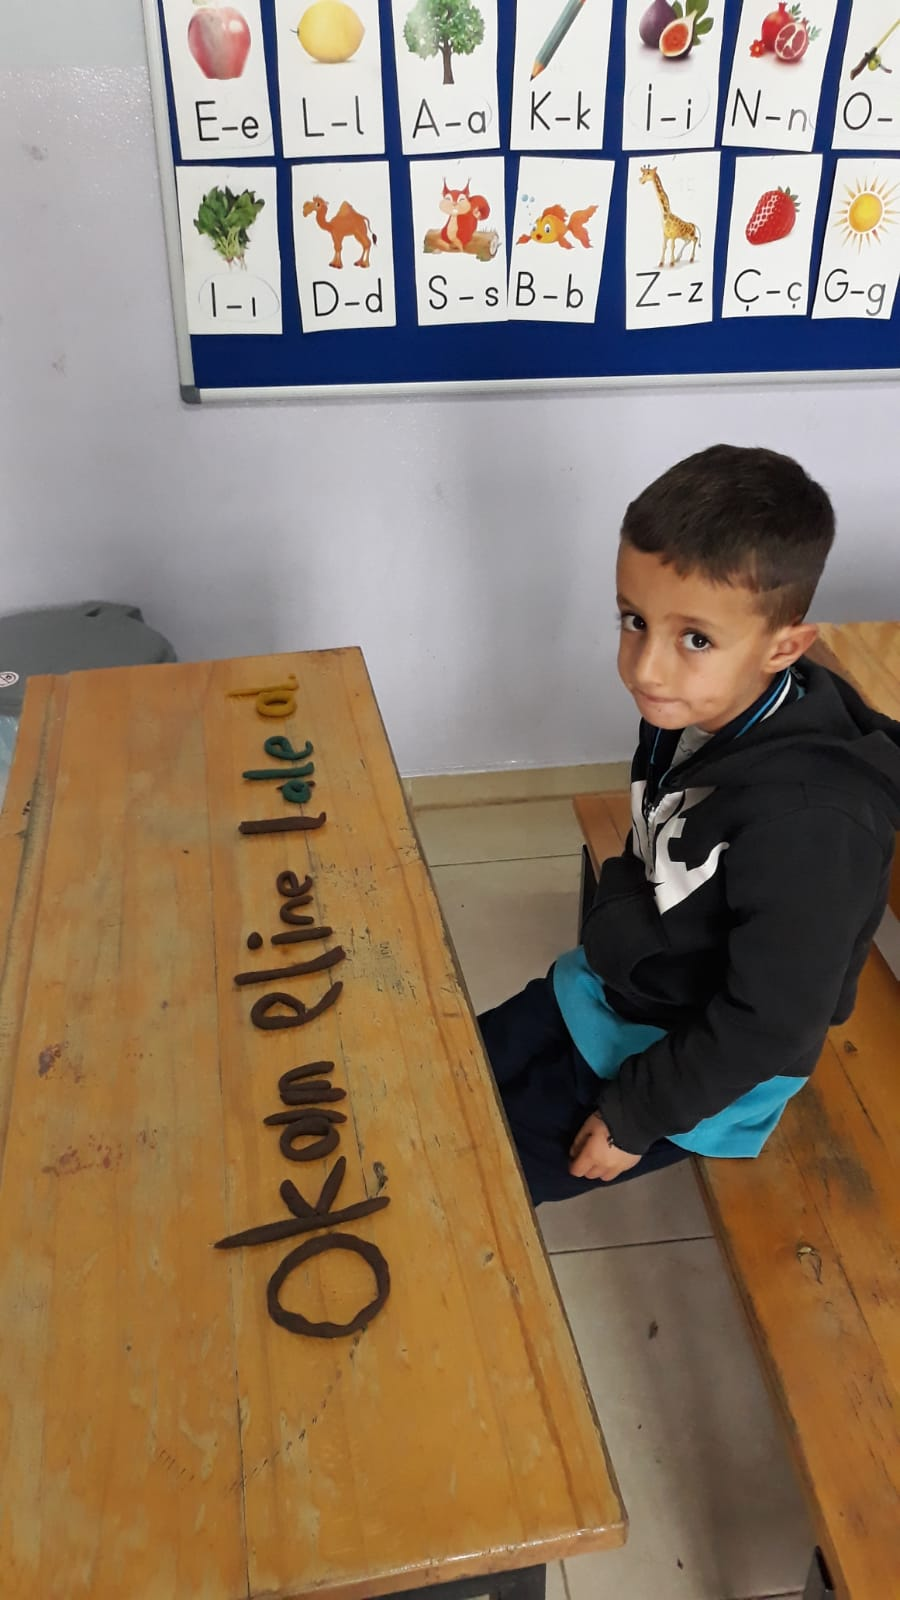 E-e L-l A-a K-k İ-i N-n O-
I-ı D-d S-s B-b Z-z Ç-ç G-g
Okan eline lale al.